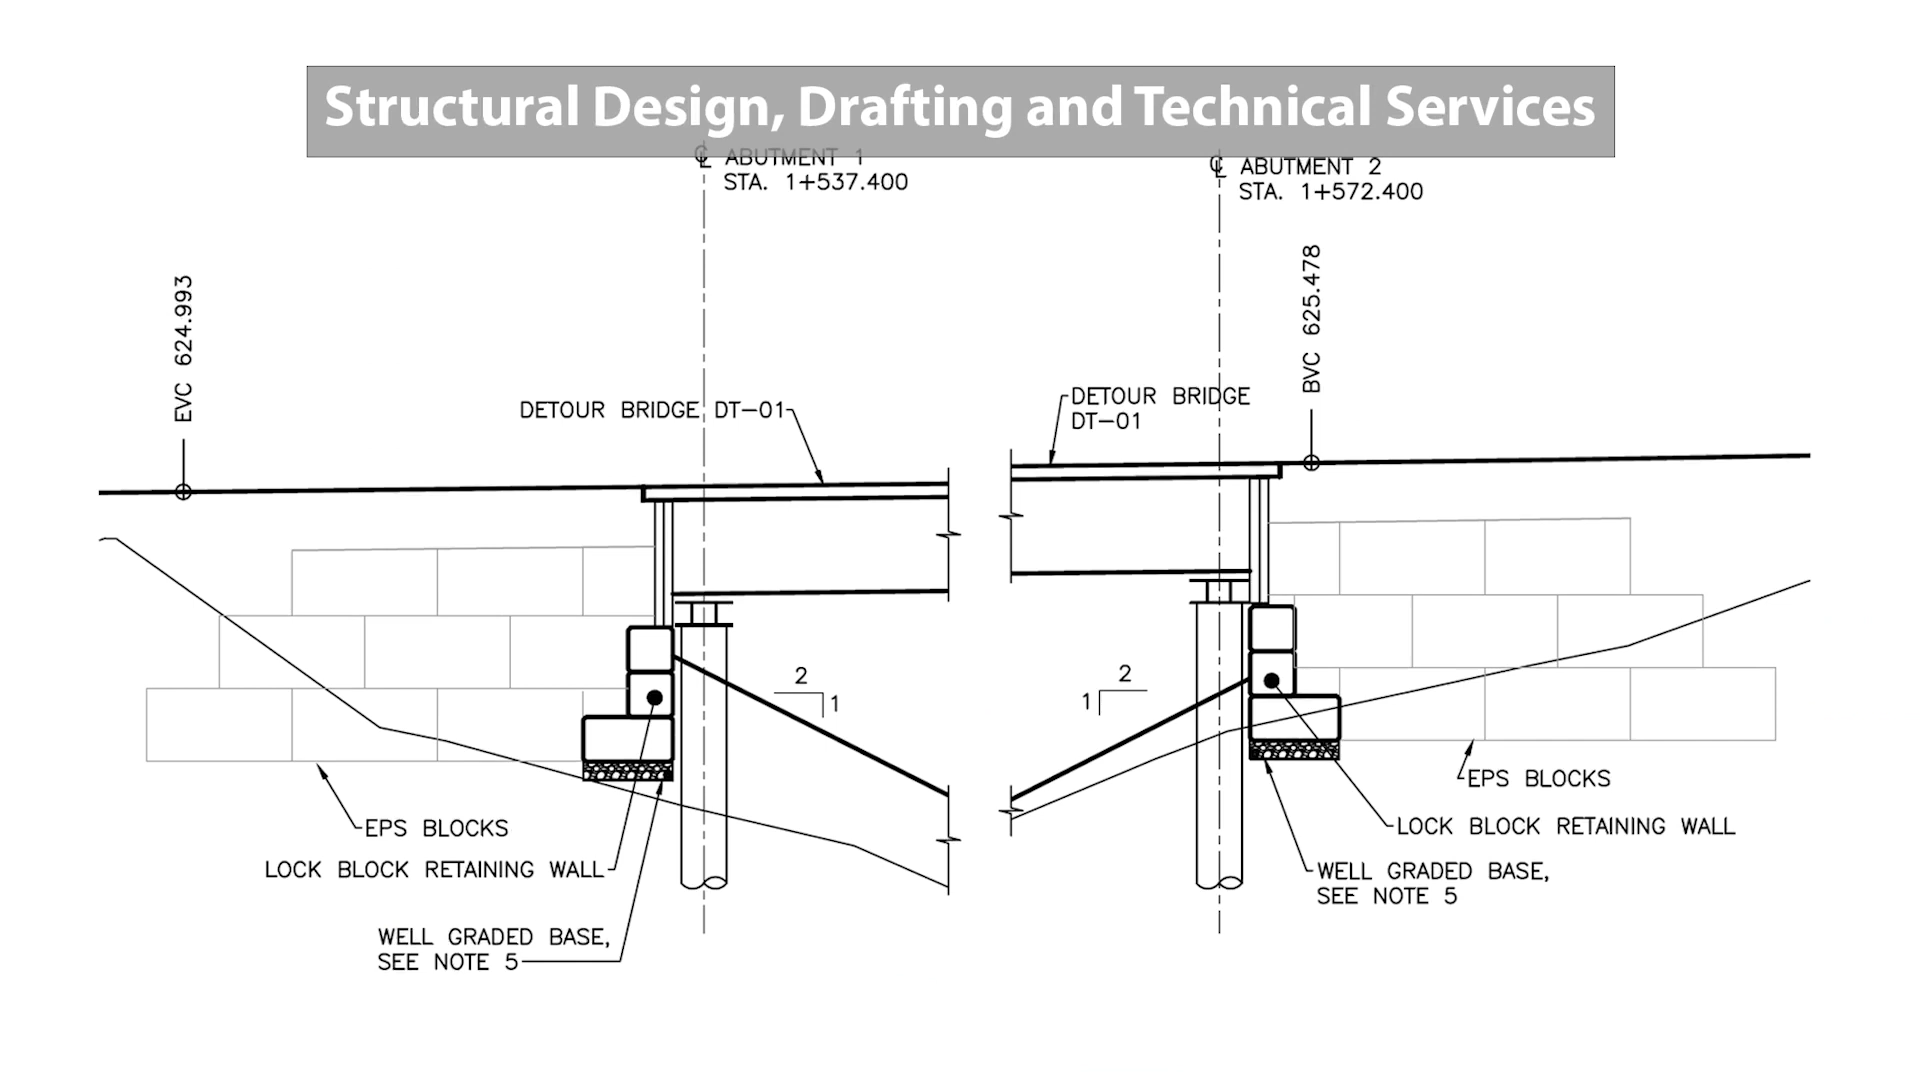 Structural Design, Drafting and Technical Services
℄ ABUTMENT 1
STA. 1+537.400
℄ ABUTMENT 2
STA. 1+572.400
EVC 624.993
BVC 625.478
DETOUR BRIDGE DT-01
DETOUR BRIDGE
DT-01
2
1
2
1
EPS BLOCKS
LOCK BLOCK RETAINING WALL
WELL GRADED BASE,
SEE NOTE 5
EPS BLOCKS
LOCK BLOCK RETAINING WALL
WELL GRADED BASE,
SEE NOTE 5